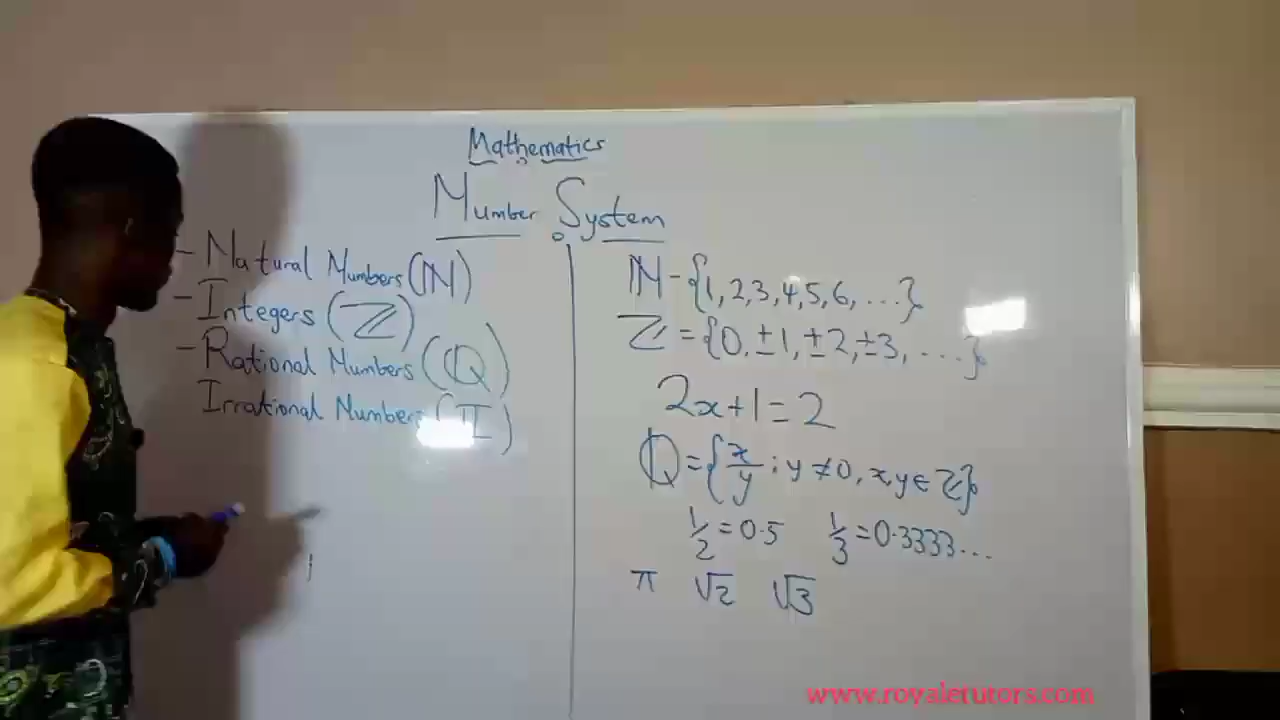 Mathematics
Number System
- Natural Numbers (ℕ)
- Integers (ℤ)
- Rational Numbers (ℚ)
Irrational Numbers (𝕀)
ℕ - {1, 2, 3, 4, 5, 6, ...}
ℤ = {0, ±1, ±2, ±3, ....}
2x+1=2
ℚ = {x/y : y ≠ 0, x, y ∈ ℤ}
1/2 = 0.5 1/3 = 0.3333...
π √2 √3
www.royaletutors.com